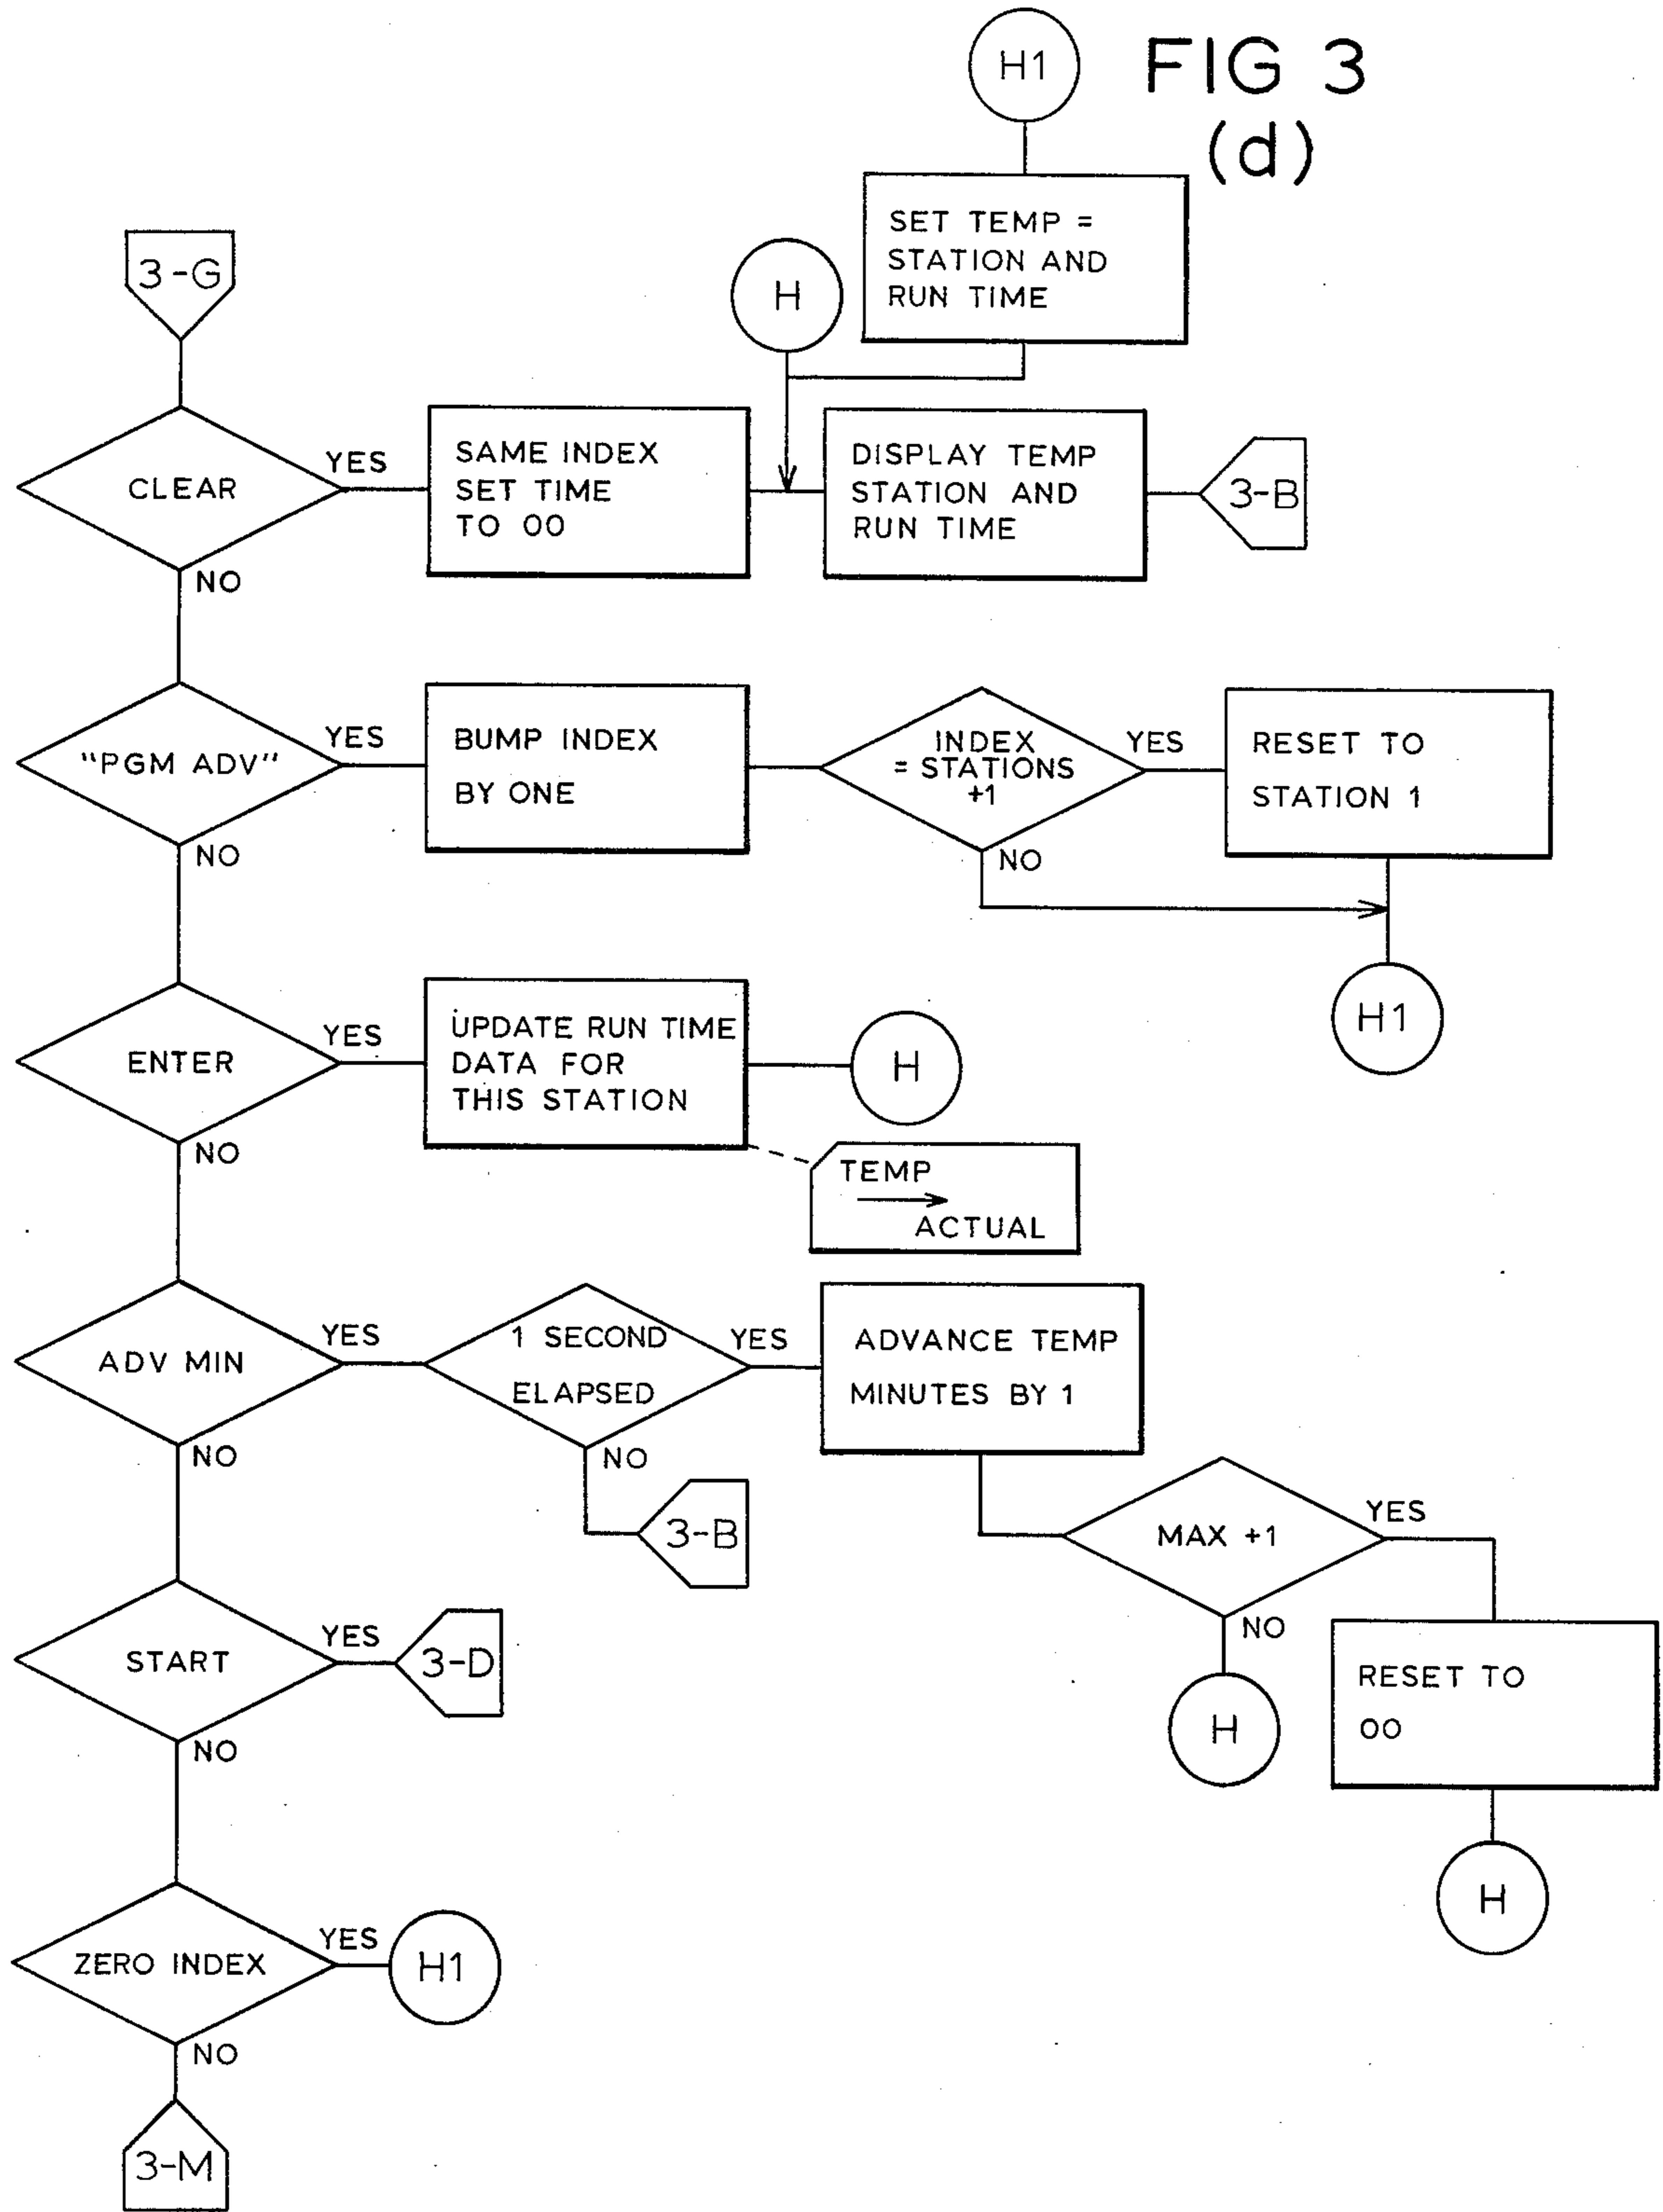 FIG 3
(d)
H1
SET TEMP =
STATION AND
RUN TIME
3-G
H
CLEAR
YES
NO
SAME INDEX
SET TIME
TO 00
DISPLAY TEMP
STATION AND
RUN TIME
3-B
"PGM ADV"
YES
NO
BUMP INDEX
BY ONE
INDEX
= STATIONS
+1
YES
NO
RESET TO
STATION 1
H1
ENTER
YES
NO
UPDATE RUN TIME
DATA FOR
THIS STATION
H
TEMP
ACTUAL
ADV MIN
YES
NO
1 SECOND
ELAPSED
YES
NO
3-B
ADVANCE TEMP
MINUTES BY 1
MAX +1
YES
NO
H
RESET TO
00
H
START
YES
NO
3-D
ZERO INDEX
YES
NO
H1
3-M